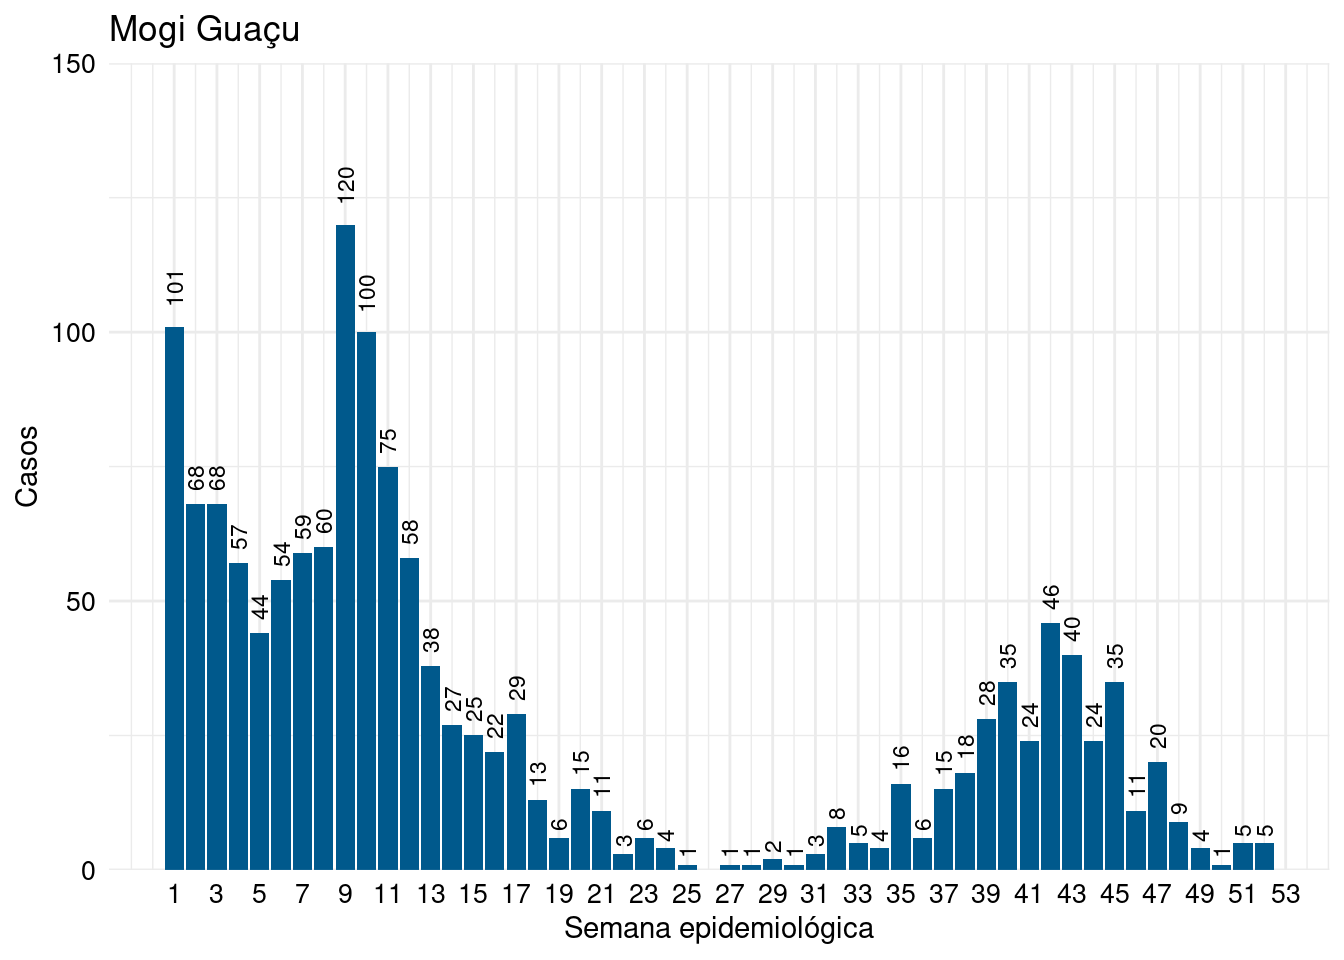 Mogi Guaçu
150
100
50
0
Casos
101 68 68 57 44 54 59 60 120 100 75 58 38 27 25 22 29 13 6 15 11 3 6 4 1 1 1 2 1 3 8 5 4 16 6 15 18 28 35 24 46 40 24 35 11 20 9 4 1 5 5
1 3 5 7 9 11 13 15 17 19 21 23 25 27 29 31 33 35 37 39 41 43 45 47 49 51 53
Semana epidemiológica